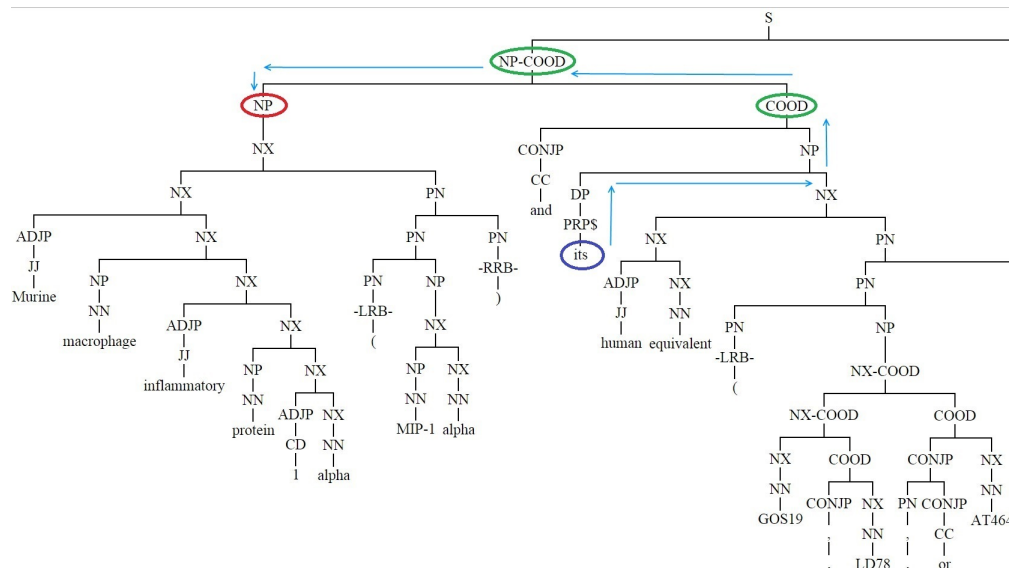 S
NP-COOD
NP COOD
NX CONJP NP
NX PN CC DP NX
and PRP$
ADJP NX PN PN its NX PN
JJ -RRB-
Murine NP NX PN NP ) ADJP NX PN
NN -LRB- JJ NN
macrophage ADJP NX ( NX human equivalent PN NP
JJ -LRB-
inflammatory NP NX NP NX ( NX-COOD
NN NN NN
protein ADJP NX MIP-1 alpha NX-COOD COOD
CD NN
1 alpha NX COOD CONJP NX
NN NN
GOS19 CONJP NX PN CONJP AT464
, NN , CC
LD78 or